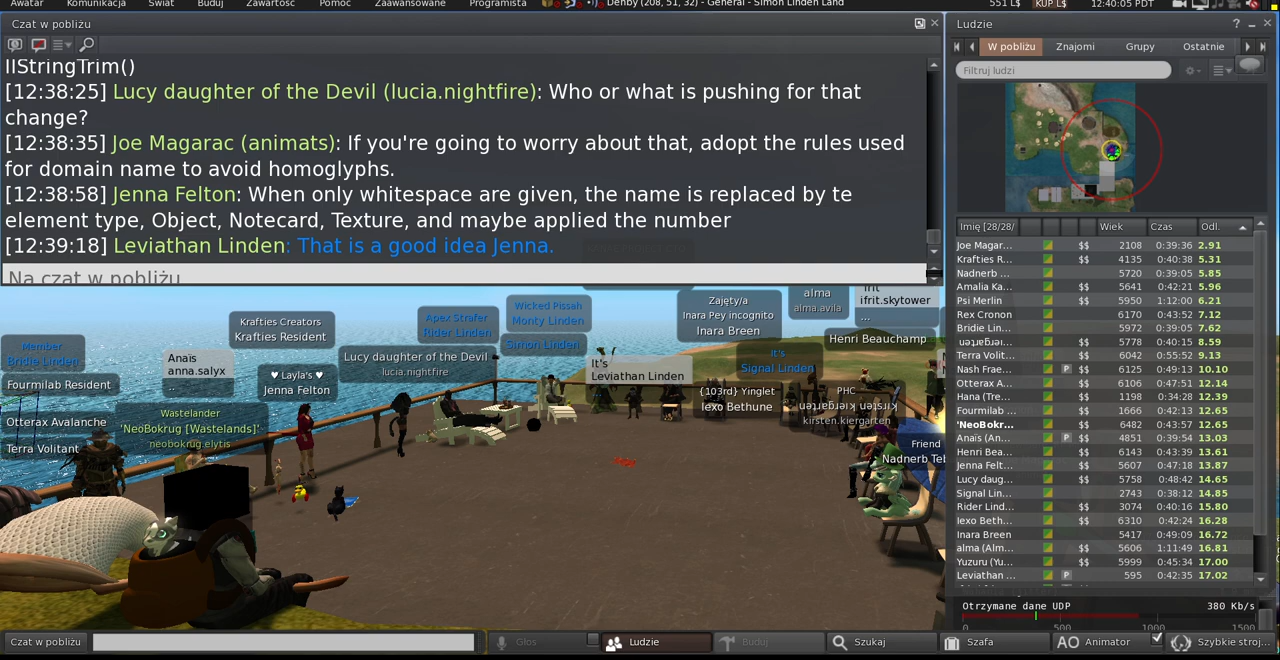 Awatar Komunikacja Świat Buduj Zawartość Pomoc Zaawansowane Programista Denby (208, 51, 32) - General - Simon Linden Land 551 L$ KUP L$ 12:40:05 PDT
Czat w pobliżu
llStringTrim()
[12:38:25] Lucy daughter of the Devil (lucia.nightfire): Who or what is pushing for that
change?
[12:38:35] Joe Magarac (animats): If you're going to worry about that, adopt the rules used
for domain name to avoid homoglyphs.
[12:38:58] Jenna Felton: When only whitespace are given, the name is replaced by te
element type, Object, Notecard, Texture, and maybe applied the number
[12:39:18] Leviathan Linden: That is a good idea Jenna.
Na czat w pobliżu
Member
Bridie Linden
Fourmilab Resident
Otterax Avalanche
Terra Volitant
Krafties Creators
Krafties Resident
Anaïs
anna.salyx
..
♥ Layla's ♥
Jenna Felton
Wastelander
'NeoBokrug [Wastelands]'
neobokrug.elytis
Lucy daughter of the Devil
lucia.nightfire
Apex Strafer
Rider Linden
Wicked Pissah
Monty Linden
Simon Linden
It's
Leviathan Linden
Zajęty/a
Inara Pey incognito
Inara Breen
alma
alma.avila
ifrit
ifrit.skytower
...
Henri Beauchamp
It's
Signal Linden
{103rd} Yinglet
Iexo Bethune
PHC
kirsten.kiergarten
Friend
Nadnerb Teb
Ludzie
W pobliżu Znajomi Grupy Ostatnie
Filtruj ludzi
Imię [28/28/ Wiek Czas Odl.
Joe Magar... $$ 2108 0:39:36 2.91
Krafties R... $$ 4135 0:40:38 5.31
Nadnerb ... 5720 0:39:05 5.85
Amalia Ka... $$ 5641 0:42:21 5.96
Psi Merlin $$ 5950 1:12:00 6.21
Rex Cronon 6170 0:43:52 7.12
Bridie Lin... 5972 0:39:05 7.62
$$ 5778 0:40:15 8.59
Terra Volit... $$ 6042 0:55:52 9.13
Nash Frae... P $$ 6125 0:49:13 10.10
Otterax A... $$ 6106 0:47:51 12.14
Hana (Tre... $$ 1198 0:34:28 12.39
Fourmilab ... $$ 1666 0:42:13 12.65
'NeoBokr... $$ 6482 0:43:57 12.65
Anaïs (An... P $$ 4851 0:39:54 13.03
Henri Bea... $$ 6143 0:43:39 13.61
Jenna Felt... $$ 5607 0:47:18 13.87
Lucy daug... $$ 5758 0:48:42 14.65
Signal Lin... 2743 0:38:12 14.85
Rider Lind... $$ 3074 0:40:16 15.80
Iexo Beth... $$ 6310 0:42:24 16.28
Inara Breen 5417 0:49:09 16.72
alma (Alm... $$ 5606 1:11:49 16.81
Yuzuru (Yu... $$ 5999 0:45:34 17.00
Leviathan ... P 595 0:42:35 17.02
Otrzymane dane UDP 380 Kb/s
0 500 1000 1500
Czat w pobliżu Głos Ludzie Buduj Szukaj Szafa AO Animator Szybkie stroj...